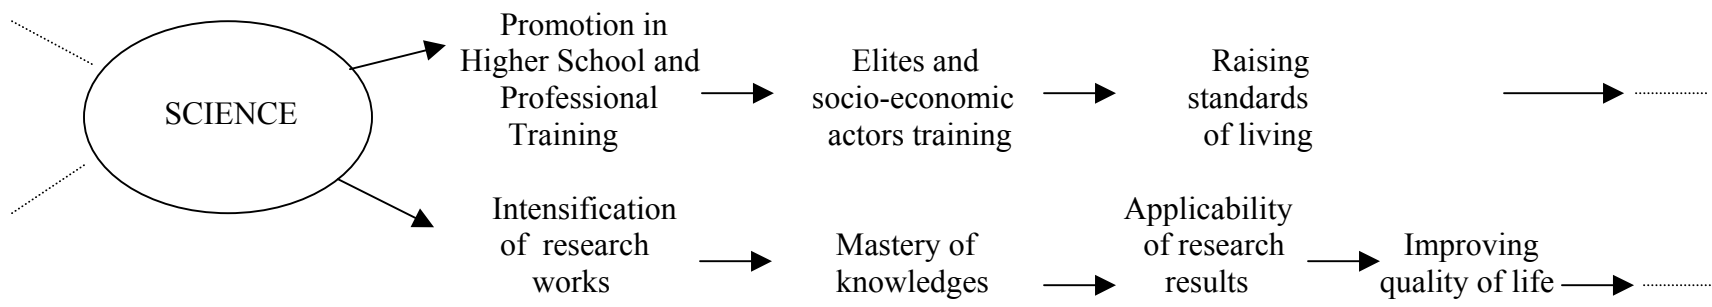 SCIENCE
Promotion in
Higher School and
Professional
Training
Elites and
socio-economic
actors training
Raising
standards
of living
Intensification
of research
works
Mastery of
knowledges
Applicability
of research
results
Improving
quality of life